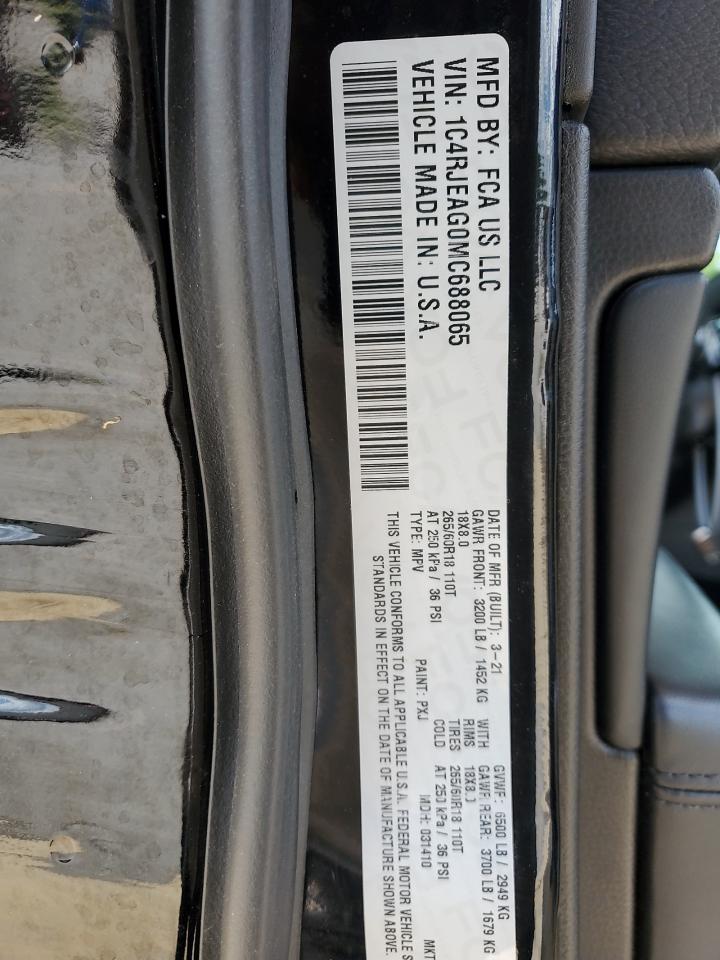 MFD BY: FCA US LLC
VIN: 1C4RJEAG0MC688065
VEHICLE MADE IN: U.S.A.
DATE OF MFR (BUILT): 3-21 GVWR: 6500 LB / 2949 KG
GAWR FRONT: 3200 LB / 1452 KG WITH GAWR REAR: 3700 LB / 1679 KG
18X8.0 RIMS 18X8.0
265/60R18 110T TIRES 265/60R18 110T
AT 250 kPa / 36 PSI COLD AT 250 kPa / 36 PSI
TYPE: MPV PAINT: PXJ MDH: 031410 MKT
THIS VEHICLE CONFORMS TO ALL APPLICABLE U.S.A. FEDERAL MOTOR VEHICLE S
STANDARDS IN EFFECT ON THE DATE OF MANUFACTURE SHOWN ABOVE.